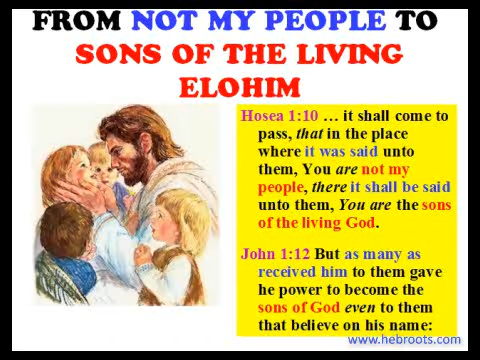 FROM NOT MY PEOPLE TO
SONS OF THE LIVING
ELOHIM
Hosea 1:10 … it shall come to
pass, that in the place
where it was said unto
them, You are not my
people, there it shall be said
unto them, You are the sons
of the living God.
John 1:12 But as many as
received him to them gave
he power to become the
sons of God even to them
that believe on his name:
www.hebroots.com